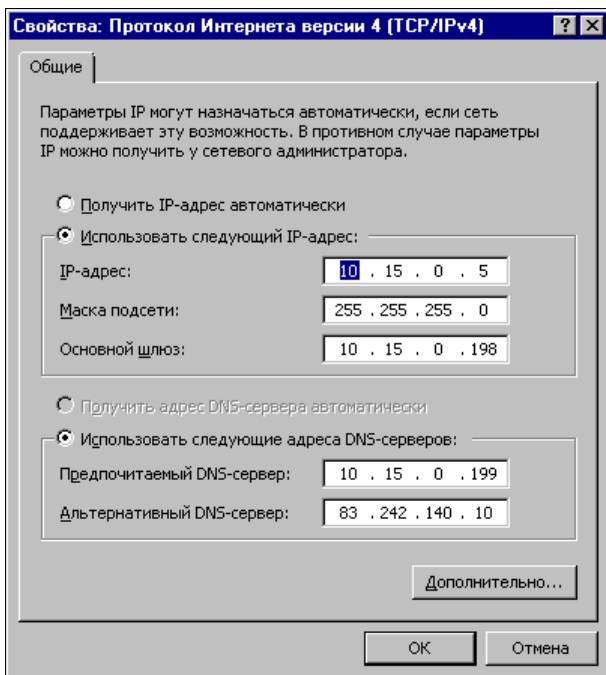 Свойства: Протокол Интернета версии 4 (TCP/IPv4)
Общие
Параметры IP могут назначаться автоматически, если сеть
поддерживает эту возможность. В противном случае параметры
IP можно получить у сетевого администратора.
Получить IP-адрес автоматически
Использовать следующий IP-адрес:
IP-адрес: 10 . 15 . 0 . 5
Маска подсети: 255 . 255 . 255 . 0
Основной шлюз: 10 . 15 . 0 . 198
Получить адрес DNS-сервера автоматически
Использовать следующие адреса DNS-серверов:
Предпочитаемый DNS-сервер: 10 . 15 . 0 . 199
Альтернативный DNS-сервер: 83 . 242 . 140 . 10
Дополнительно...
OK Отмена